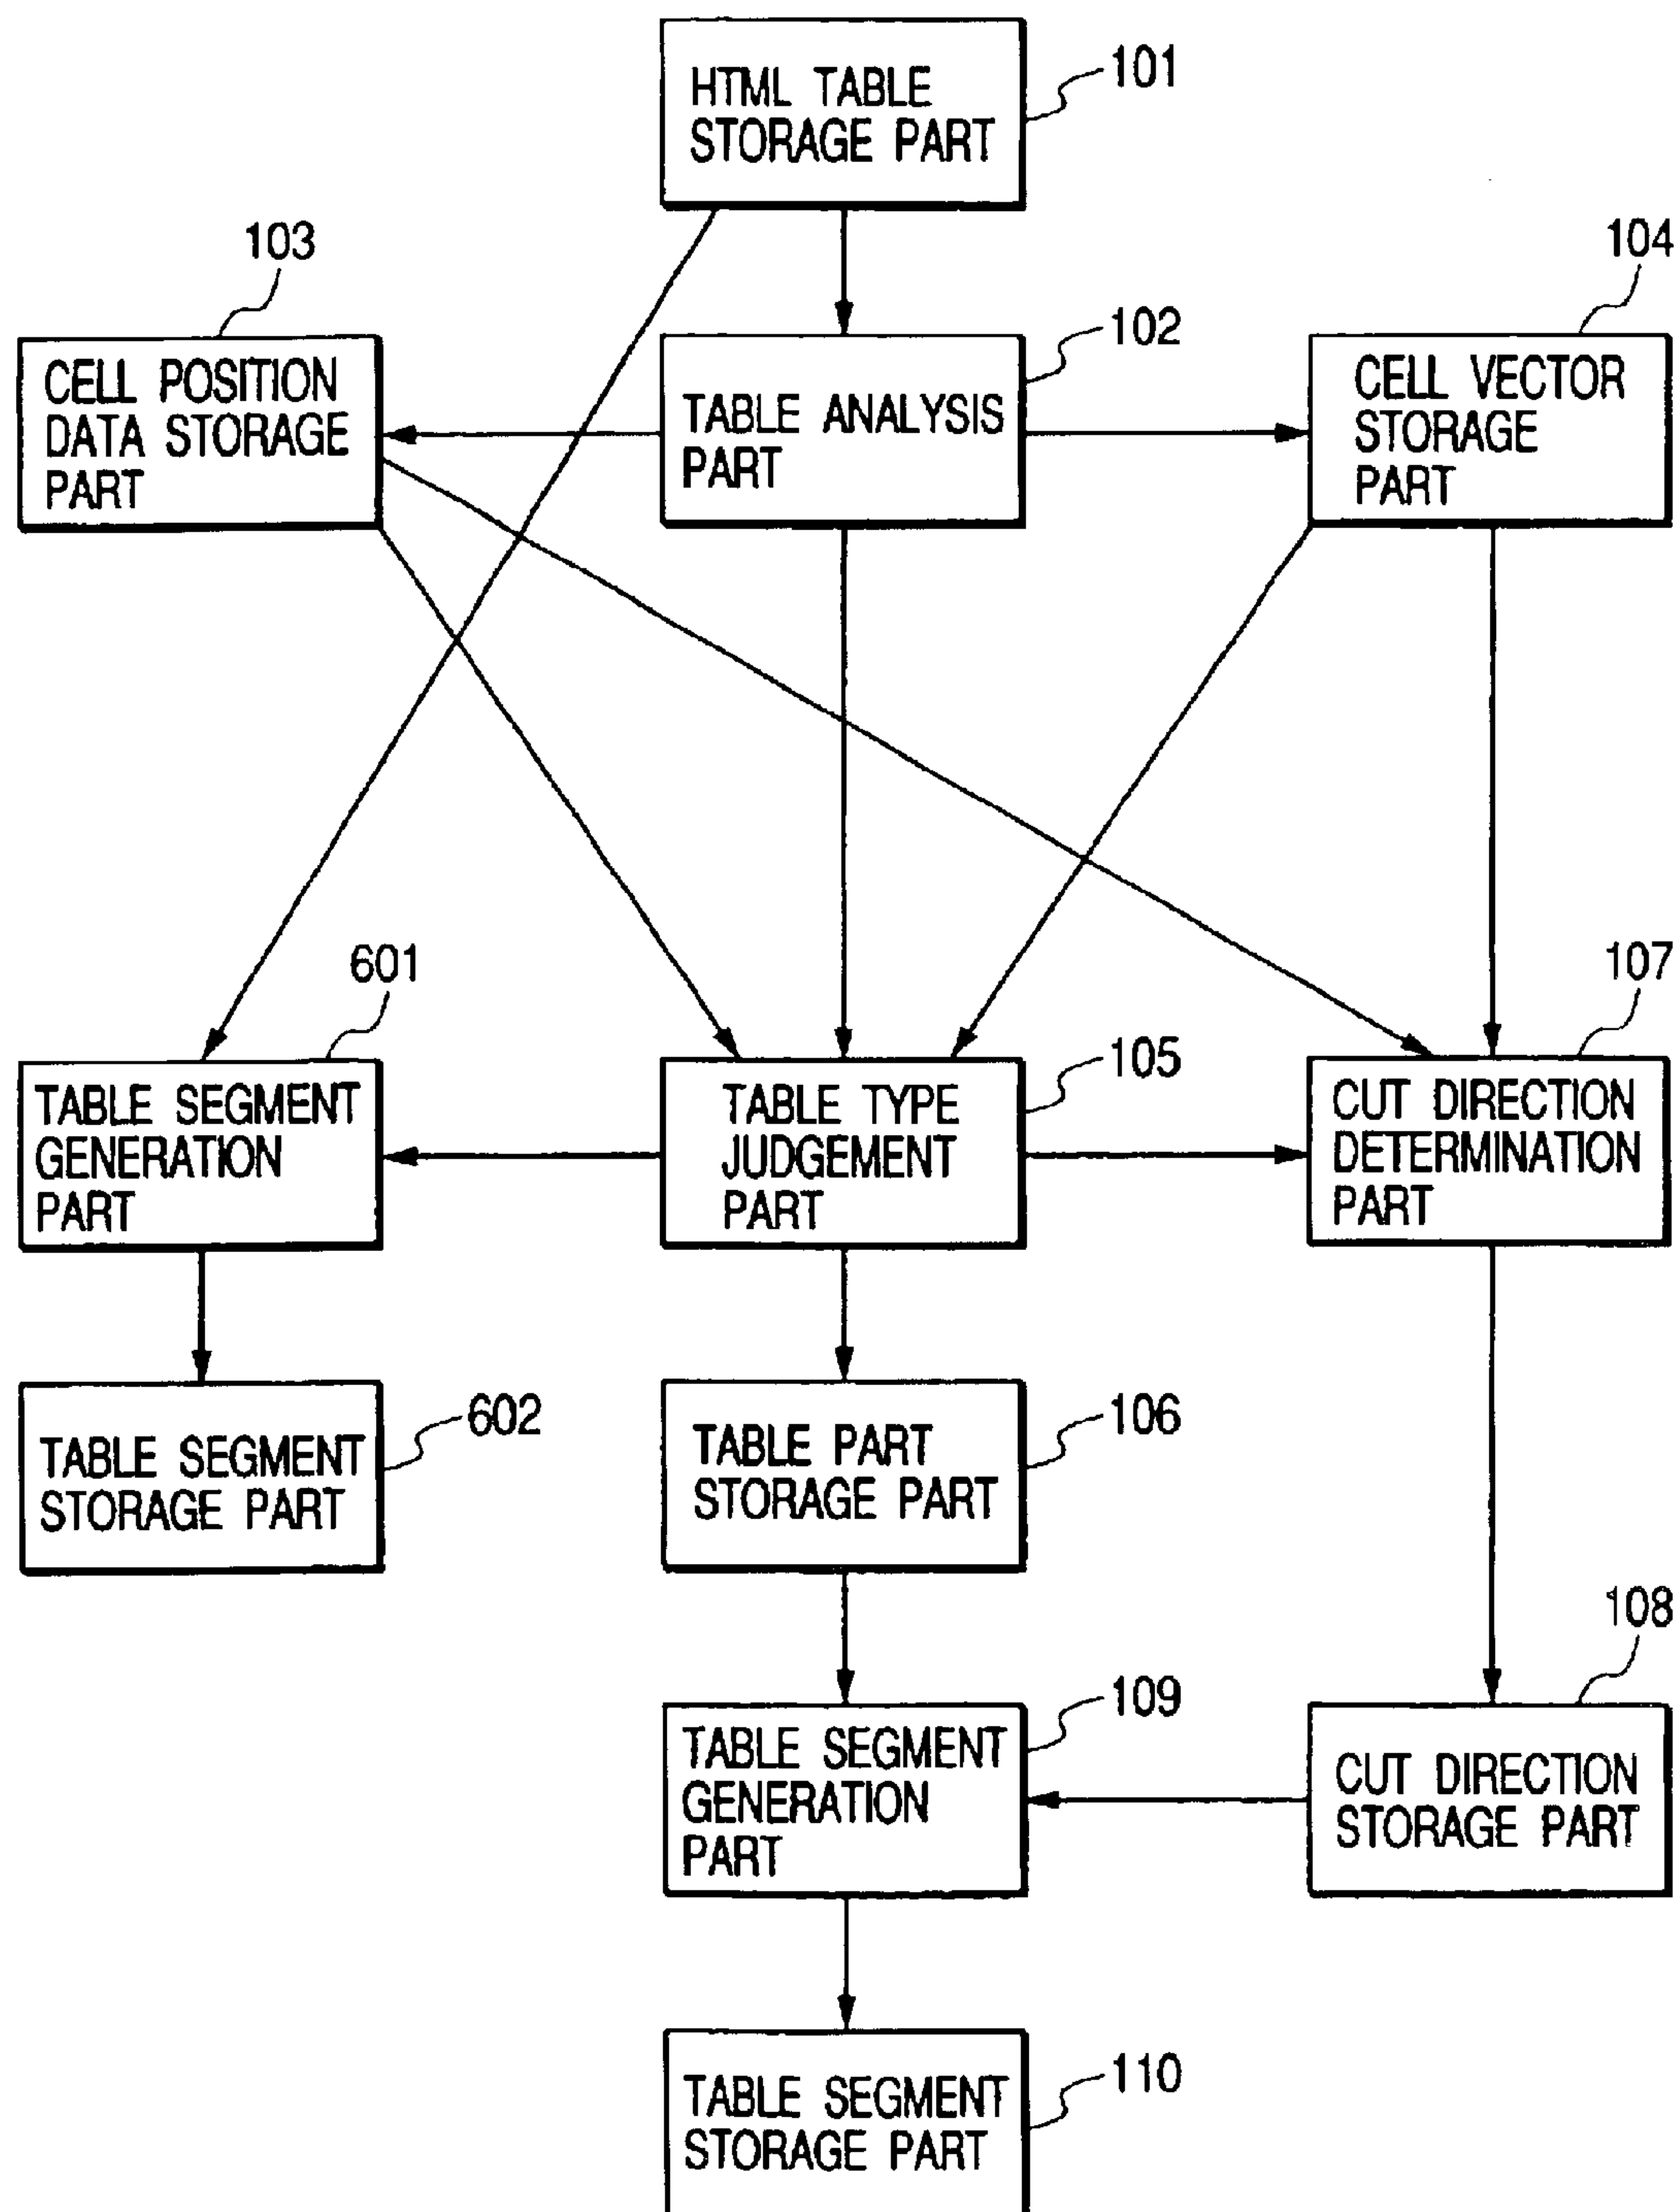 HTML TABLE
STORAGE PART
101
103
CELL POSITION
DATA STORAGE
PART
102
TABLE ANALYSIS
PART
104
CELL VECTOR
STORAGE
PART
601
TABLE SEGMENT
GENERATION
PART
105
TABLE TYPE
JUDGEMENT
PART
107
CUT DIRECTION
DETERMINATION
PART
602
TABLE SEGMENT
STORAGE PART
106
TABLE PART
STORAGE PART
109
TABLE SEGMENT
GENERATION
PART
108
CUT DIRECTION
STORAGE PART
110
TABLE SEGMENT
STORAGE PART